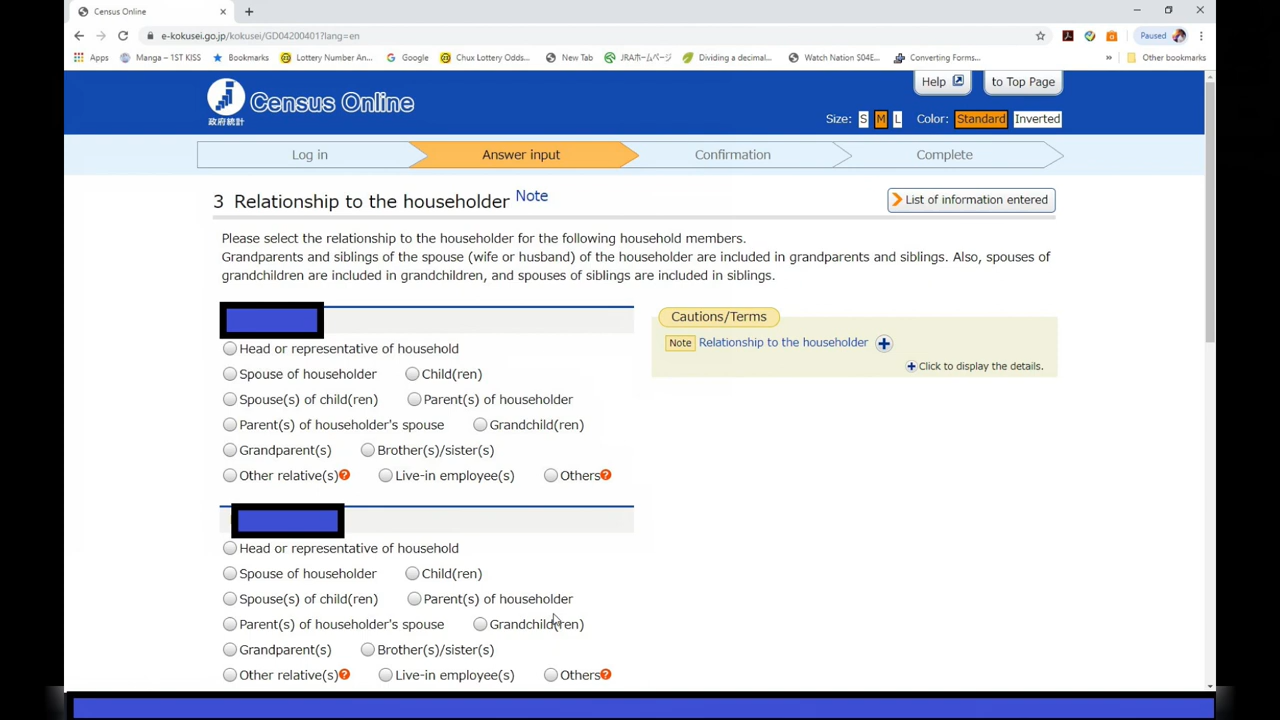 Census Online
e-kokusei.go.jp/kokusei/GD04200401?lang=en
Paused
Apps Manga – 1ST KISS Bookmarks Lottery Number An... Google Chux Lottery Odds... New Tab JRAホームページ Dividing a decimal... Watch Nation S04E... Converting Forms... » Other bookmarks
Help to Top Page
Census Online
政府統計
Size: S M L Color: Standard Inverted
Log in Answer input Confirmation Complete
3 Relationship to the householder Note
List of information entered
Please select the relationship to the householder for the following household members.
Grandparents and siblings of the spouse (wife or husband) of the householder are included in grandparents and siblings. Also, spouses of
grandchildren are included in grandchildren, and spouses of siblings are included in siblings.
Cautions/Terms
Note Relationship to the householder
Click to display the details.
Head or representative of household
Spouse of householder Child(ren)
Spouse(s) of child(ren) Parent(s) of householder
Parent(s) of householder's spouse Grandchild(ren)
Grandparent(s) Brother(s)/sister(s)
Other relative(s)? Live-in employee(s) Others?
Head or representative of household
Spouse of householder Child(ren)
Spouse(s) of child(ren) Parent(s) of householder
Parent(s) of householder's spouse Grandchild(ren)
Grandparent(s) Brother(s)/sister(s)
Other relative(s)? Live-in employee(s) Others?